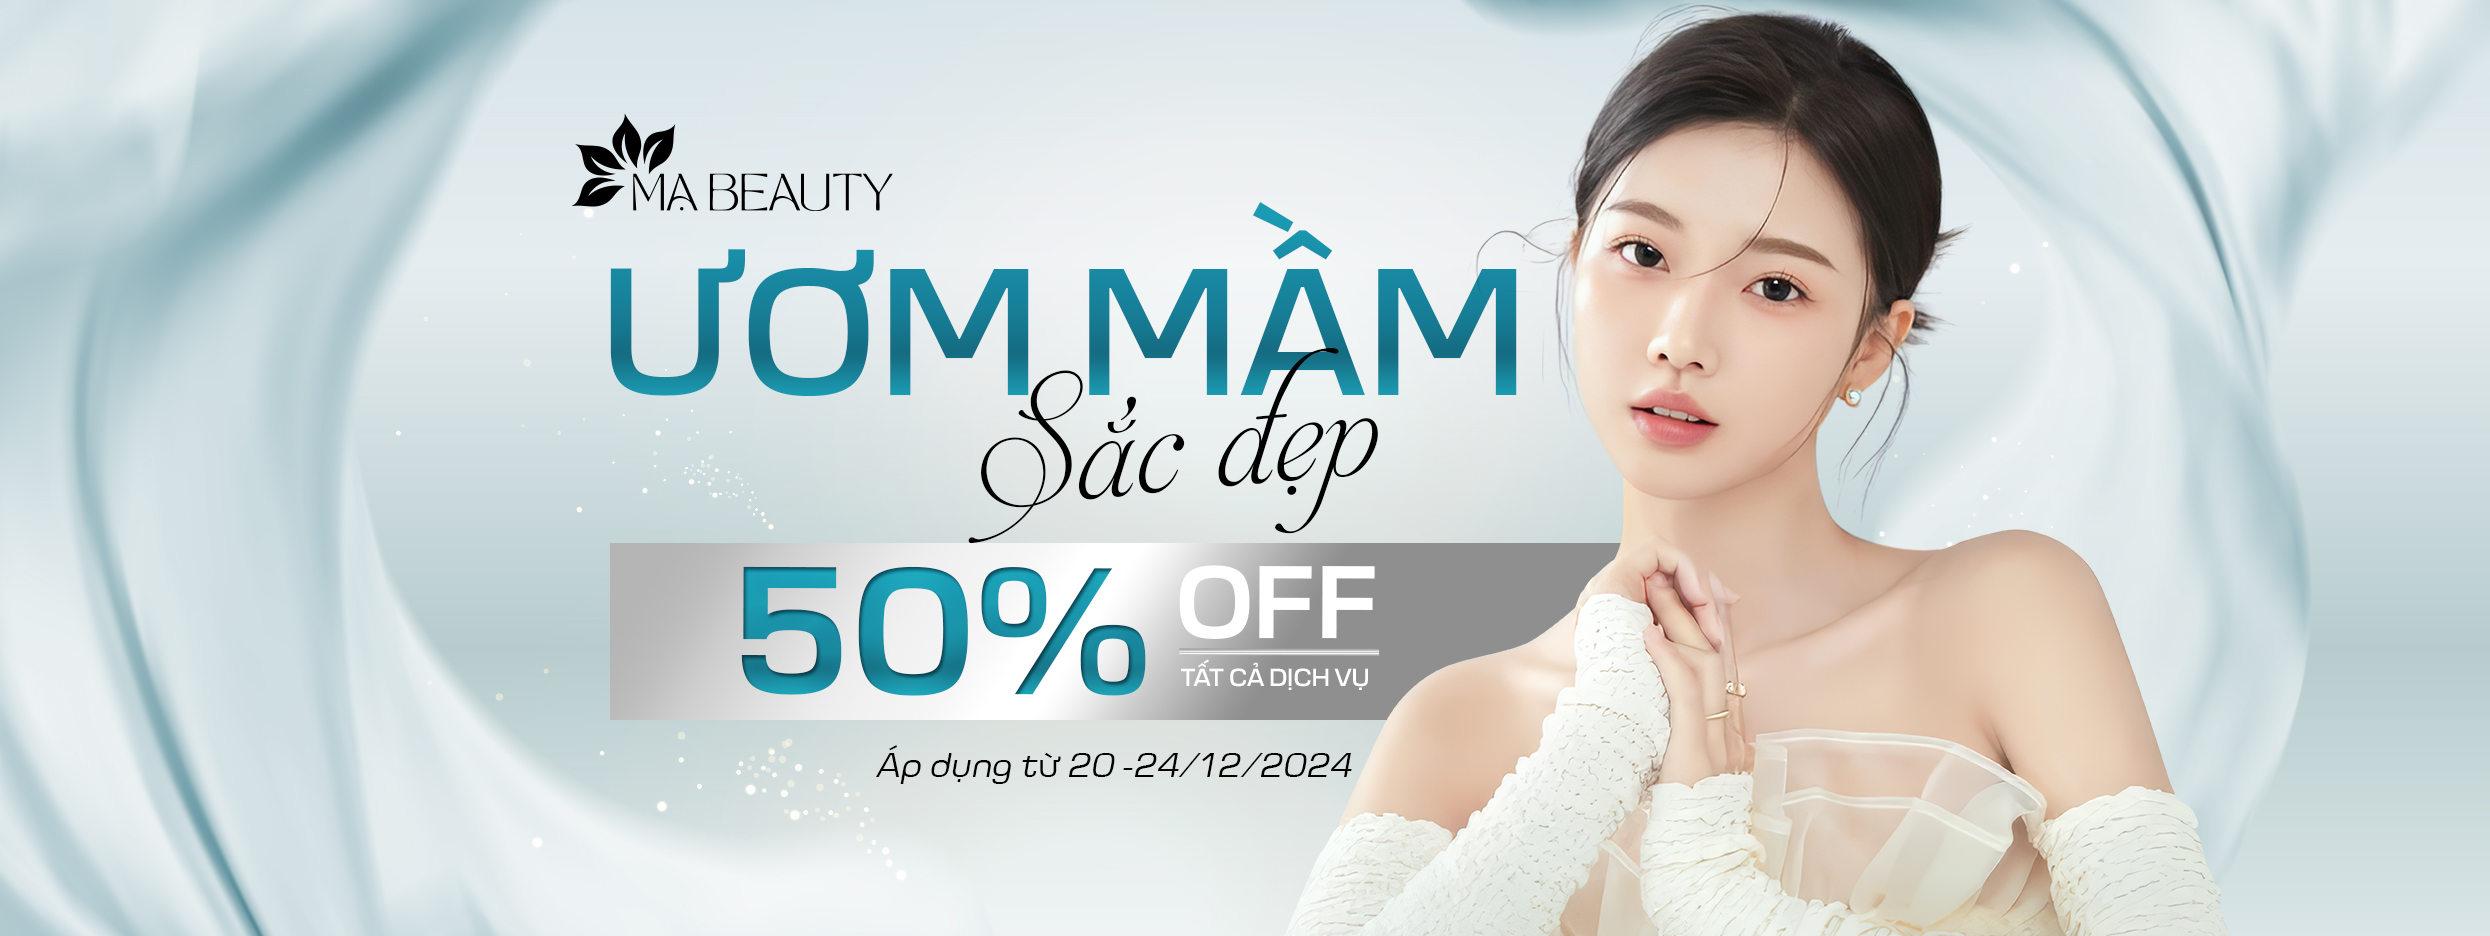 MẠ BEAUTY
ƯƠM MẦM
Sắc đẹp
50% OFF
TẤT CẢ DỊCH VỤ
Áp dụng từ 20 -24/12/2024